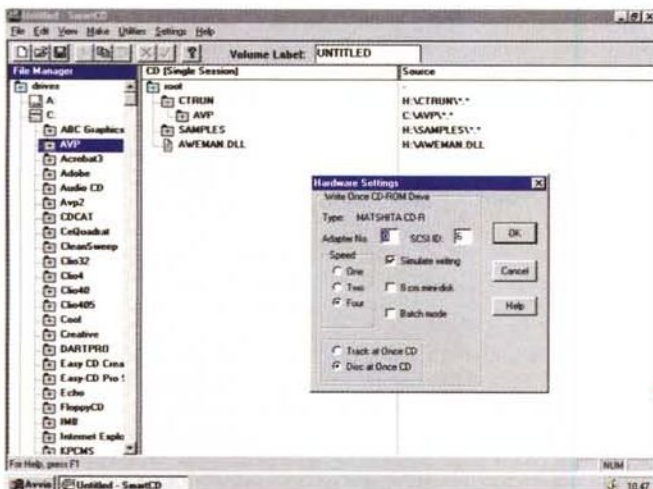 Untitled - SmartCD
File Edit View Make Utilities Settings Help
Volume Label: UNTITLED
File Manager
CD (Single Session)
Source
drives
A:
C:
ABC Graphics
AVP
Acrobat3
Adobe
Audio CD
Avp2
CDCAT
CeQuadrat
CleanSweep
Clio32
Clio4
Clio40
Clio405
Cool
Creative
DARTPRO
Easy CD Crea
Easy-CD Pro
Echo
FloppyCD
IMB
Internet Explo
KPCMS
root
CTRUN H:\CTRUN\*.*
AVP C:\AVP\*.*
SAMPLES H:\SAMPLES\*.*
AWEMAN.DLL H:\AWEMAN.DLL
Hardware Settings
Write Once CD-ROM Drive
Type: MATSHITA CD-R
Adapter No. 0 SCSI ID: 6
Speed
One
Two
Four
Simulate writing
8 cm mini-disk
Batch mode
Track at Once CD
Disc at Once CD
OK
Cancel
Help
For Help, press F1
NUM
Avvio
Untitled - SmartCD
10.47